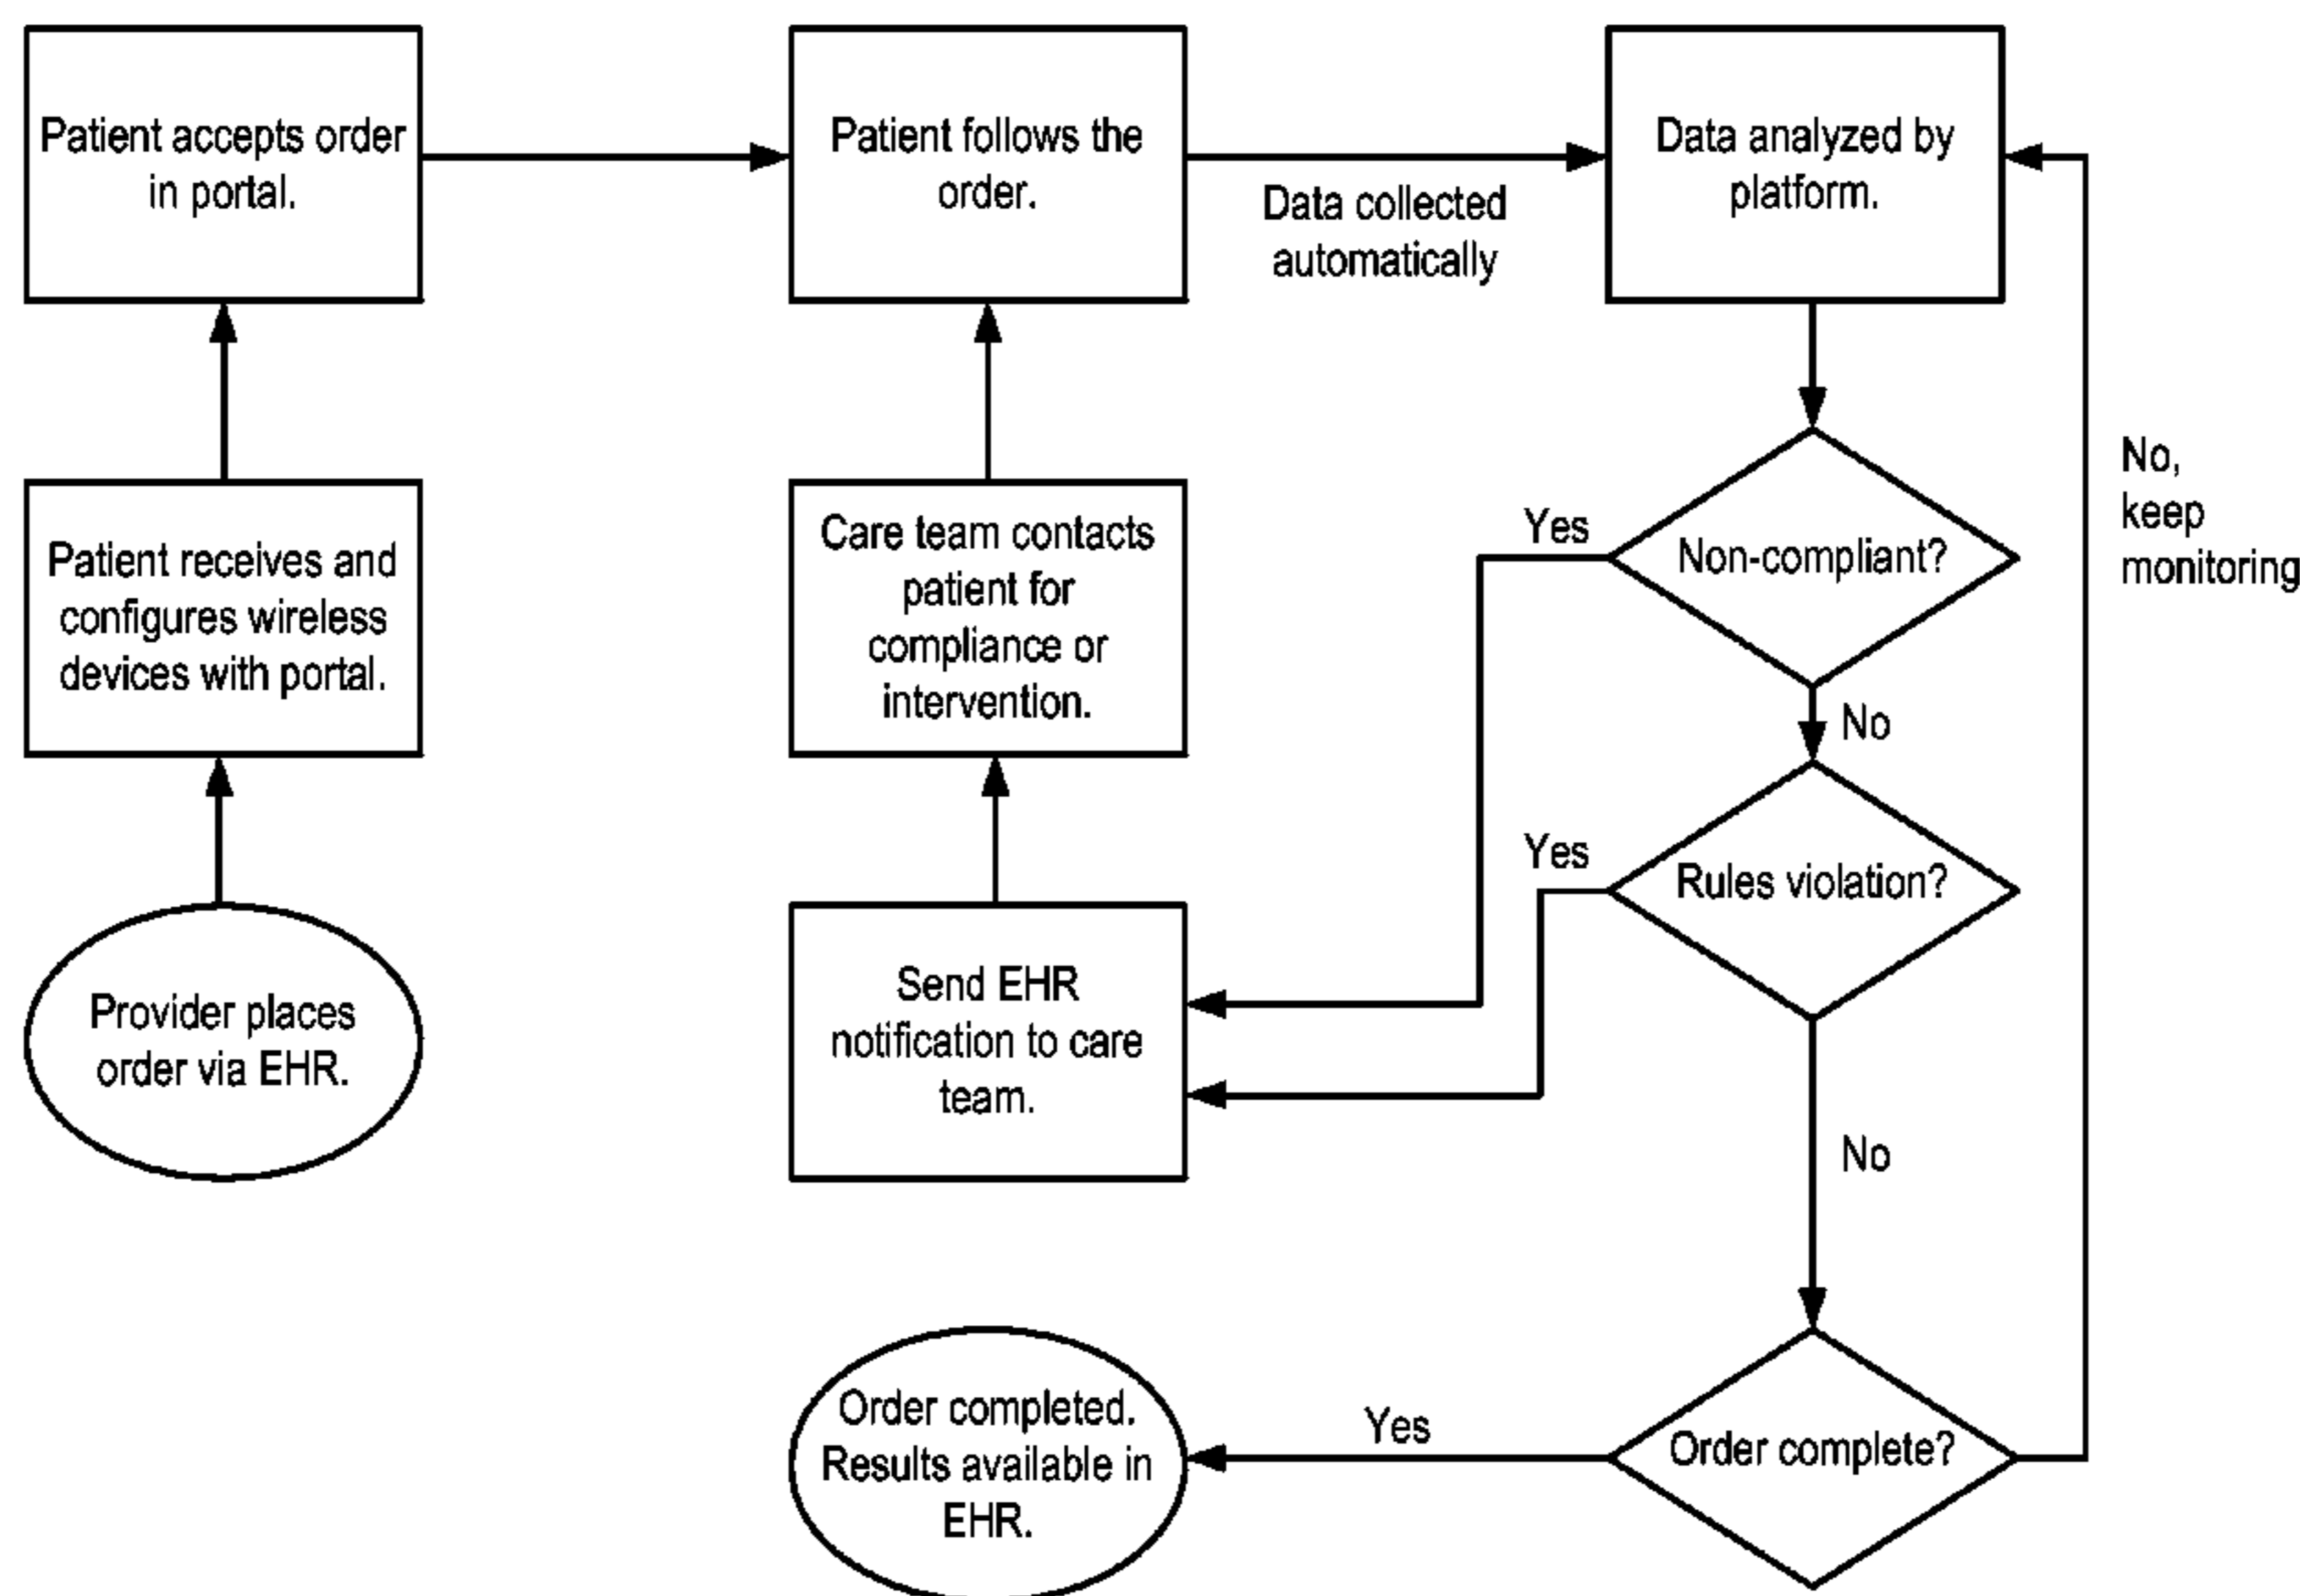 Patient accepts order
in portal.
Patient follows the
order.
Data collected
automatically
Data analyzed by
platform.
Patient receives and
configures wireless
devices with portal.
Care team contacts
patient for
compliance or
intervention.
Yes
Non-compliant?
No,
keep
monitoring
No
Provider places
order via EHR.
Send EHR
notification to care
team.
Yes
Rules violation?
No
Order completed.
Results available in
EHR.
Yes
Order complete?